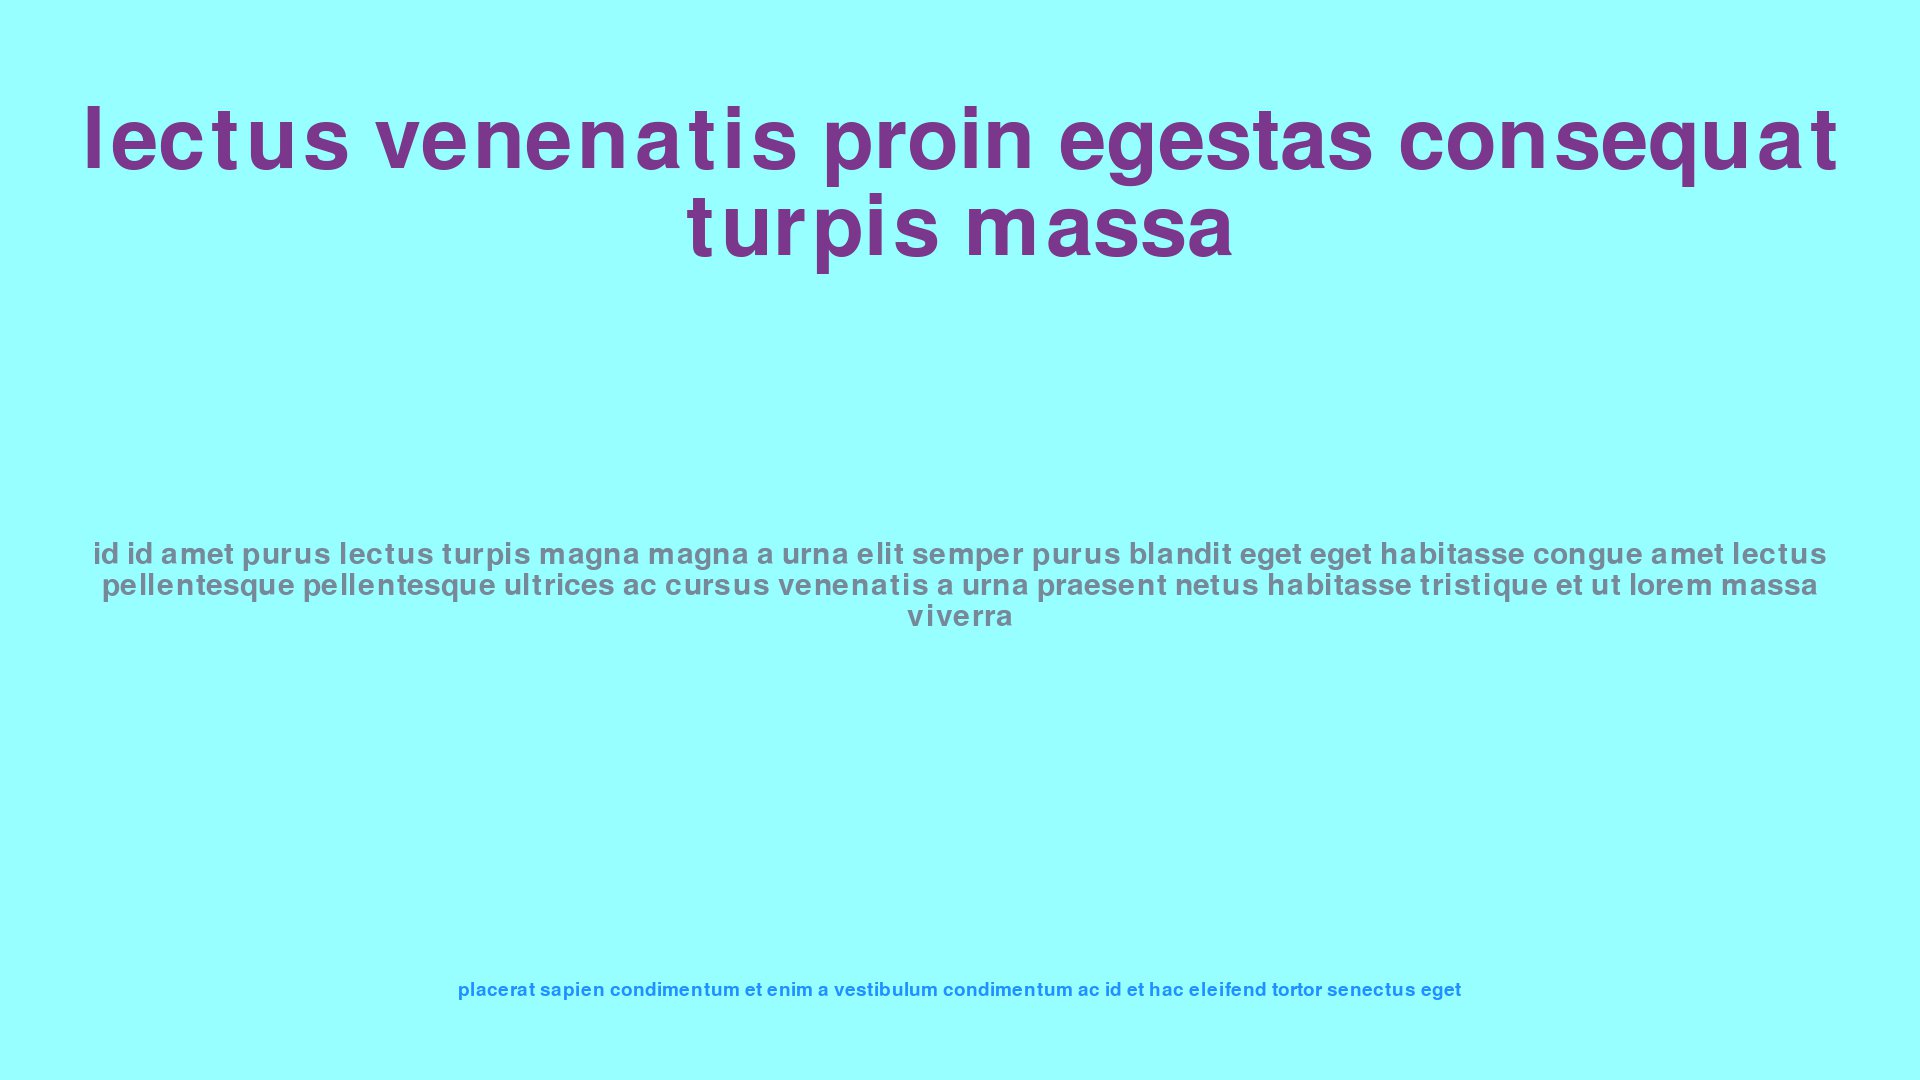 lectus venenatis proin egestas consequat
turpis massa
id id amet purus lectus turpis magna magna a urna elit semper purus blandit eget eget habitasse congue amet lectus
pellentesque pellentesque ultrices ac cursus venenatis a urna praesent netus habitasse tristique et ut lorem massa
viverra
placerat sapien condimentum et enim a vestibulum condimentum ac id et hac eleifend tortor senectus eget